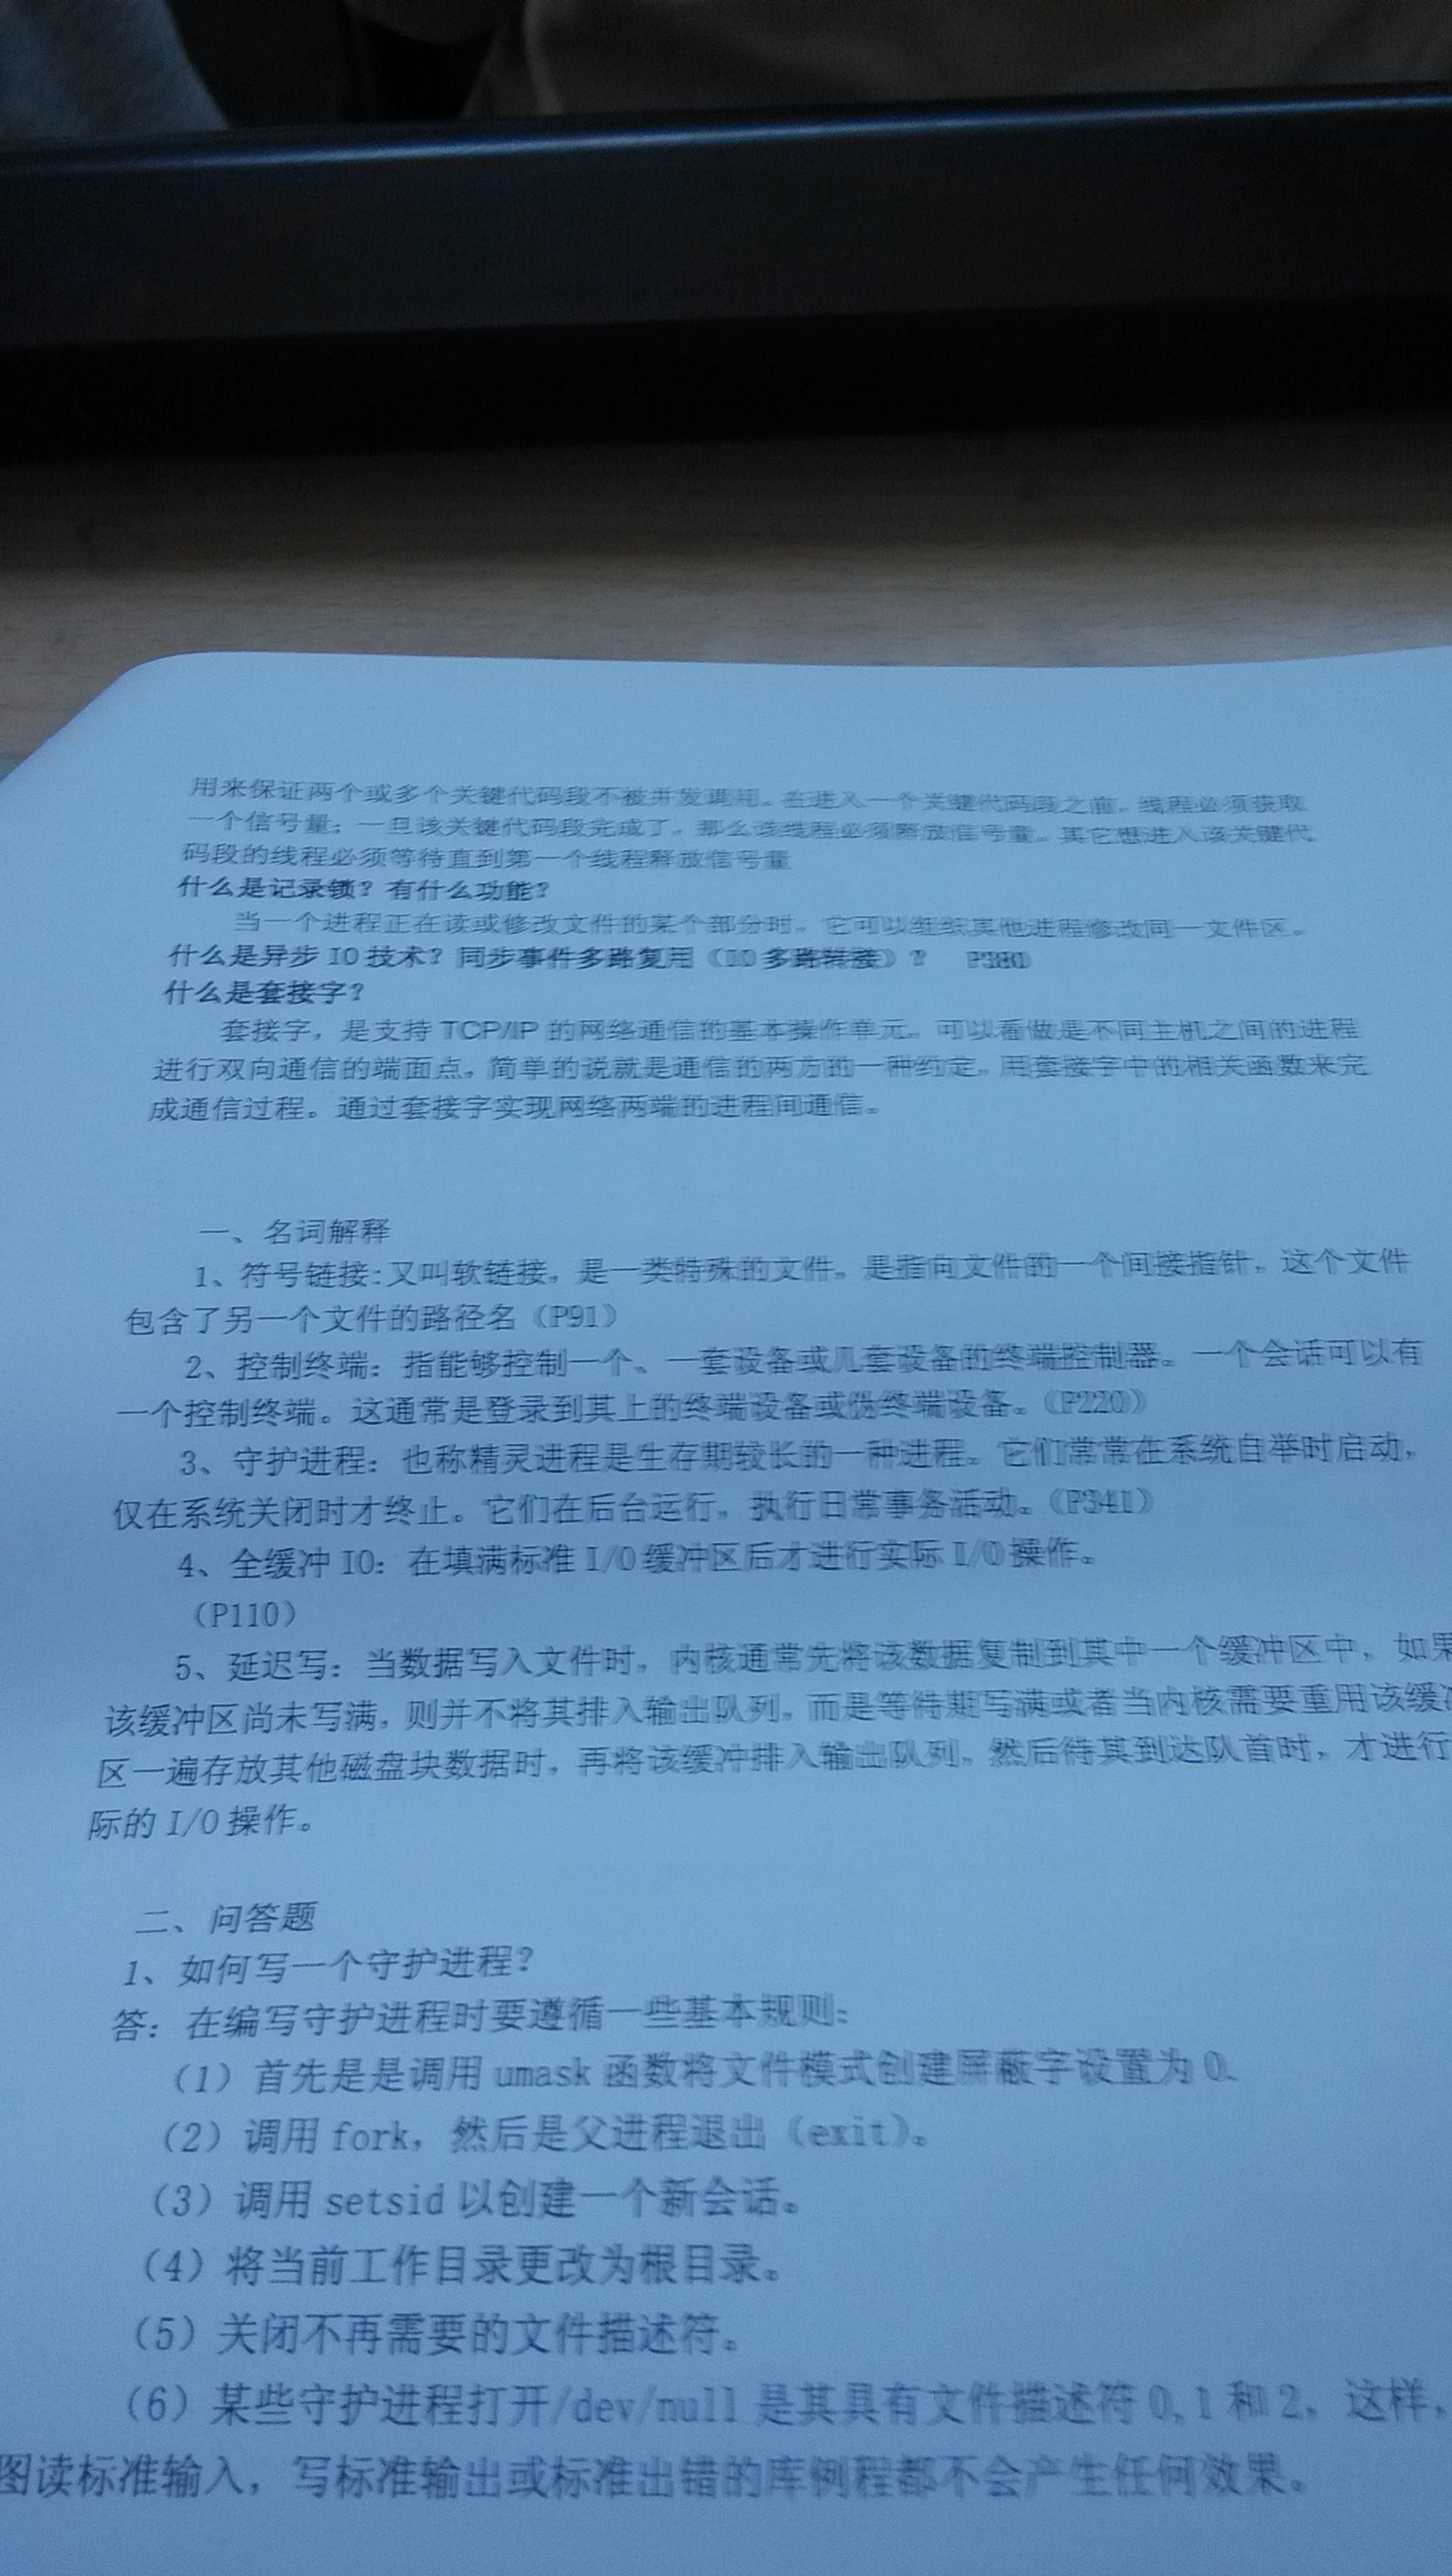 用来保证两个或多个关键代码段不被并发调用。在进入一个关键代码段之前，线程必须获取
一个信号量；一旦该关键代码段完成了，那么该线程必须释放信号量。其它想进入该关键代
码段的线程必须等待直到第一个线程释放信号量
什么是记录锁？有什么功能？
当一个进程正在读或修改文件的某个部分时，它可以组织其他进程修改同一文件区。
什么是异步 IO 技术？同步事件多路复用（IO 多路转接）？ P380
什么是套接字？
套接字，是支持 TCP/IP 的网络通信的基本操作单元，可以看做是不同主机之间的进程
进行双向通信的端面点，简单的说就是通信的两方的一种约定，用套接字中的相关函数来完
成通信过程。通过套接字实现网络两端的进程间通信。
一、名词解释
1、符号链接:又叫软链接，是一类特殊的文件，是指向文件的一个间接指针，这个文件
包含了另一个文件的路径名（P91）
2、控制终端：指能够控制一个、一套设备或几套设备的终端控制器。一个会话可以有
一个控制终端。这通常是登录到其上的终端设备或伪终端设备。（P220）
3、守护进程：也称精灵进程是生存期较长的一种进程。它们常常在系统自举时启动，
仅在系统关闭时才终止。它们在后台运行，执行日常事务活动。（P341）
4、全缓冲 IO：在填满标准 I/O 缓冲区后才进行实际 I/O 操作。
（P110）
5、延迟写：当数据写入文件时，内核通常先将该数据复制到其中一个缓冲区中，如果
该缓冲区尚未写满，则并不将其排入输出队列，而是等待期写满或者当内核需要重用该缓冲
区一遍存放其他磁盘块数据时，再将该缓冲排入输出队列，然后待其到达队首时，才进行
际的 I/O 操作。
二、问答题
1、如何写一个守护进程？
答：在编写守护进程时要遵循一些基本规则：
（1）首先是是调用 umask 函数将文件模式创建屏蔽字设置为 0.
（2）调用 fork，然后是父进程退出（exit）。
（3）调用 setsid 以创建一个新会话。
（4）将当前工作目录更改为根目录。
（5）关闭不再需要的文件描述符。
（6）某些守护进程打开/dev/null 是其具有文件描述符 0,1 和 2，这样，
图读标准输入，写标准输出或标准出错的库例程都不会产生任何效果。